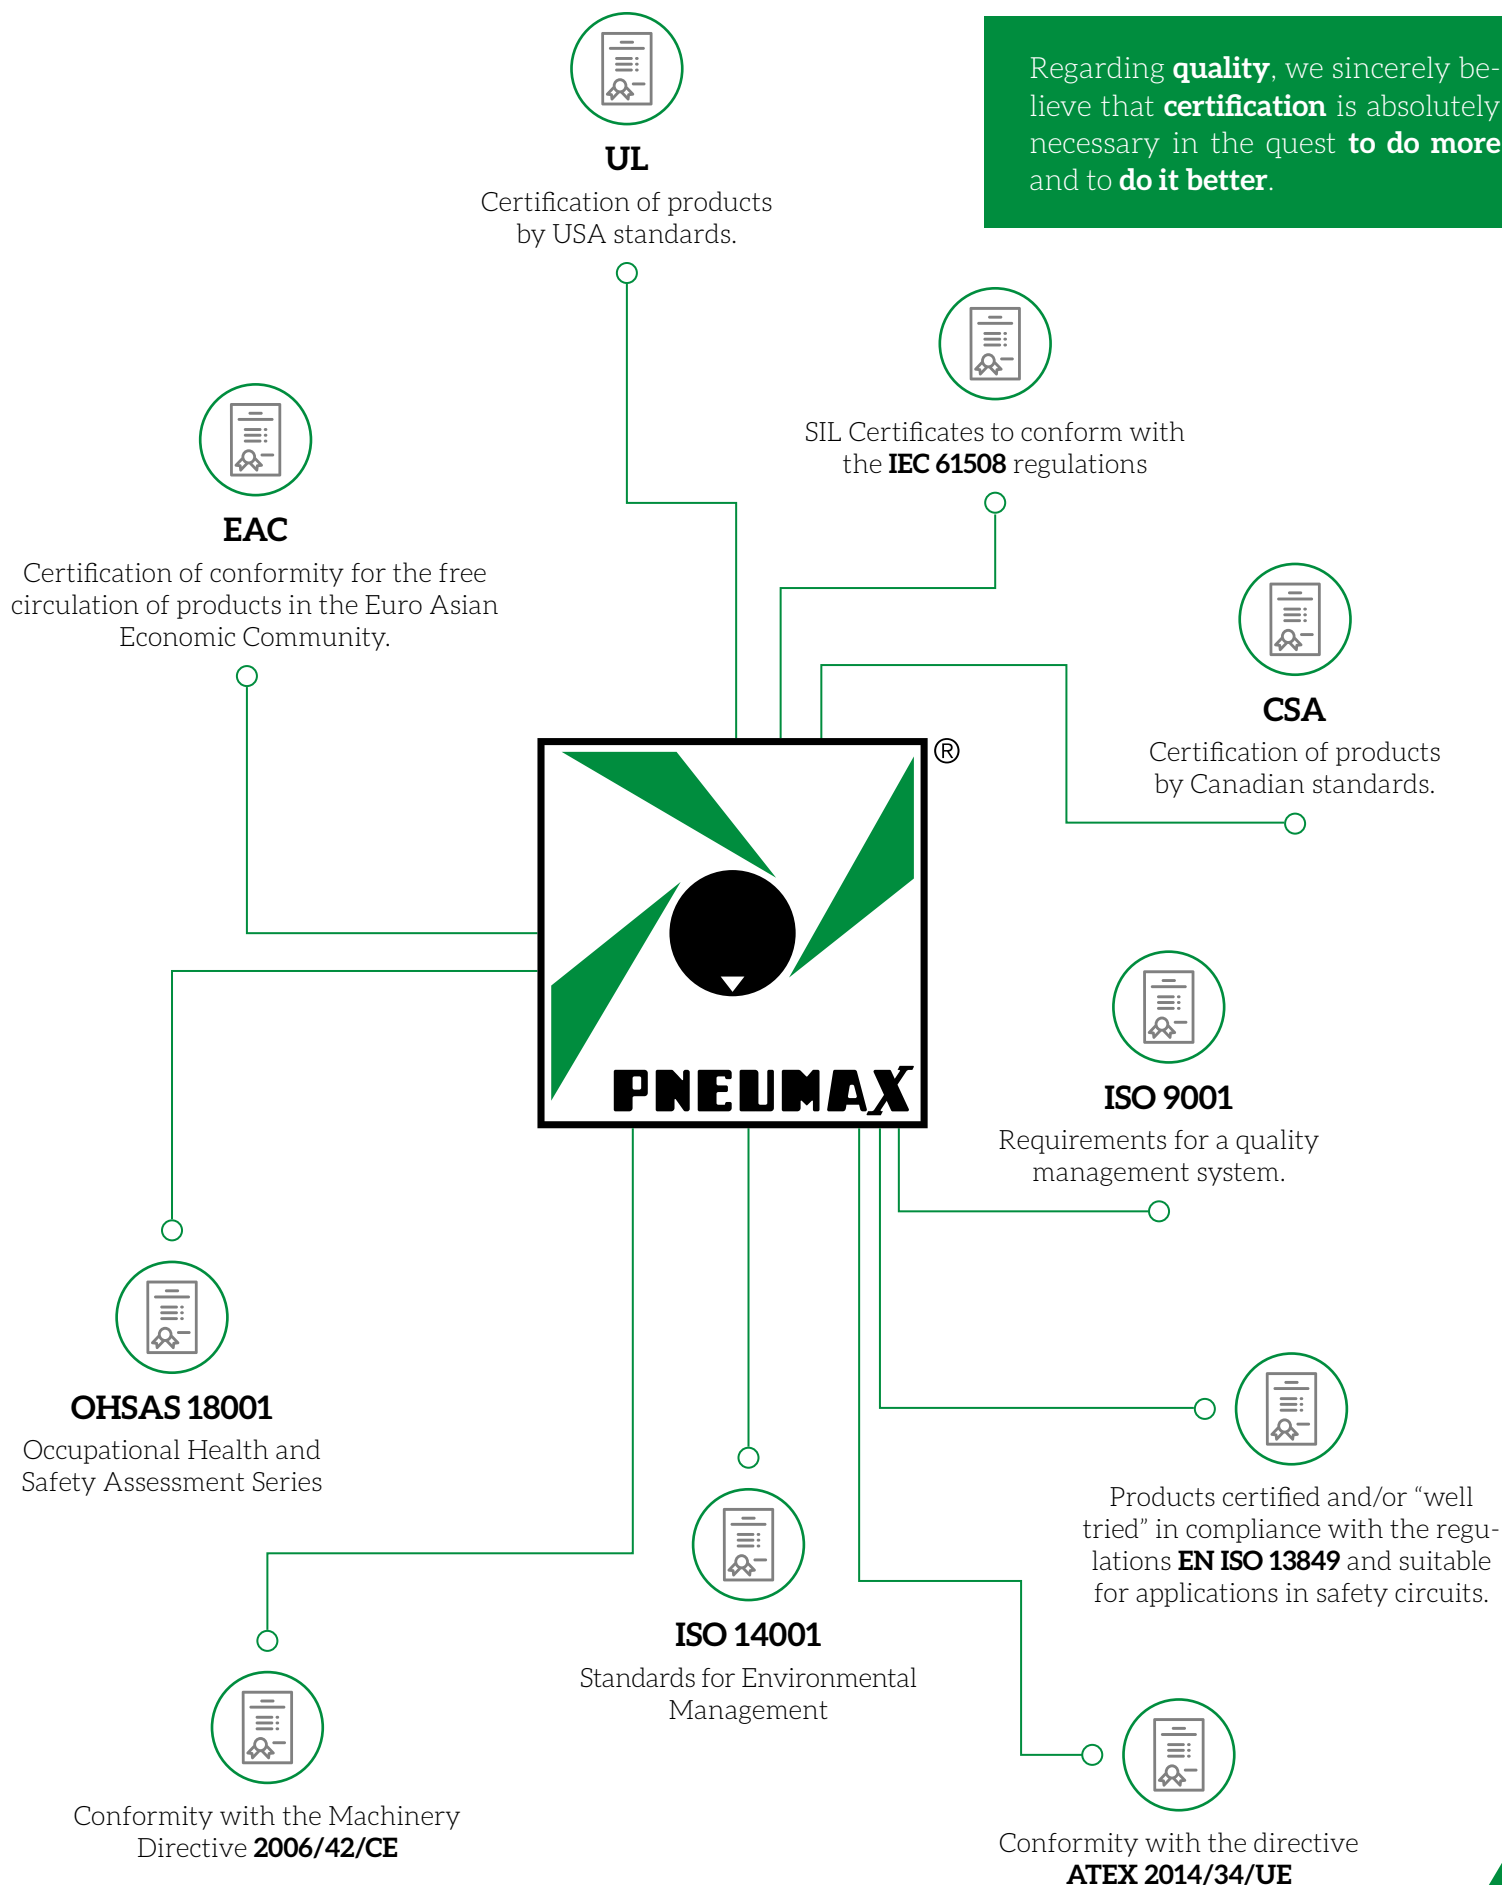 Regarding quality, we sincerely be-
lieve that certification is absolutely
necessary in the quest to do more
and to do it better.
UL
Certification of products
by USA standards.
SIL Certificates to conform with
the IEC 61508 regulations
EAC
Certification of conformity for the free
circulation of products in the Euro Asian
Economic Community.
CSA
Certification of products
by Canadian standards.
®
PNEUMAX
ISO 9001
Requirements for a quality
management system.
OHSAS 18001
Occupational Health and
Safety Assessment Series
Products certified and/or “well
tried” in compliance with the regu-
lations EN ISO 13849 and suitable
for applications in safety circuits.
ISO 14001
Standards for Environmental
Management
Conformity with the Machinery
Directive 2006/42/CE
Conformity with the directive
ATEX 2014/34/UE